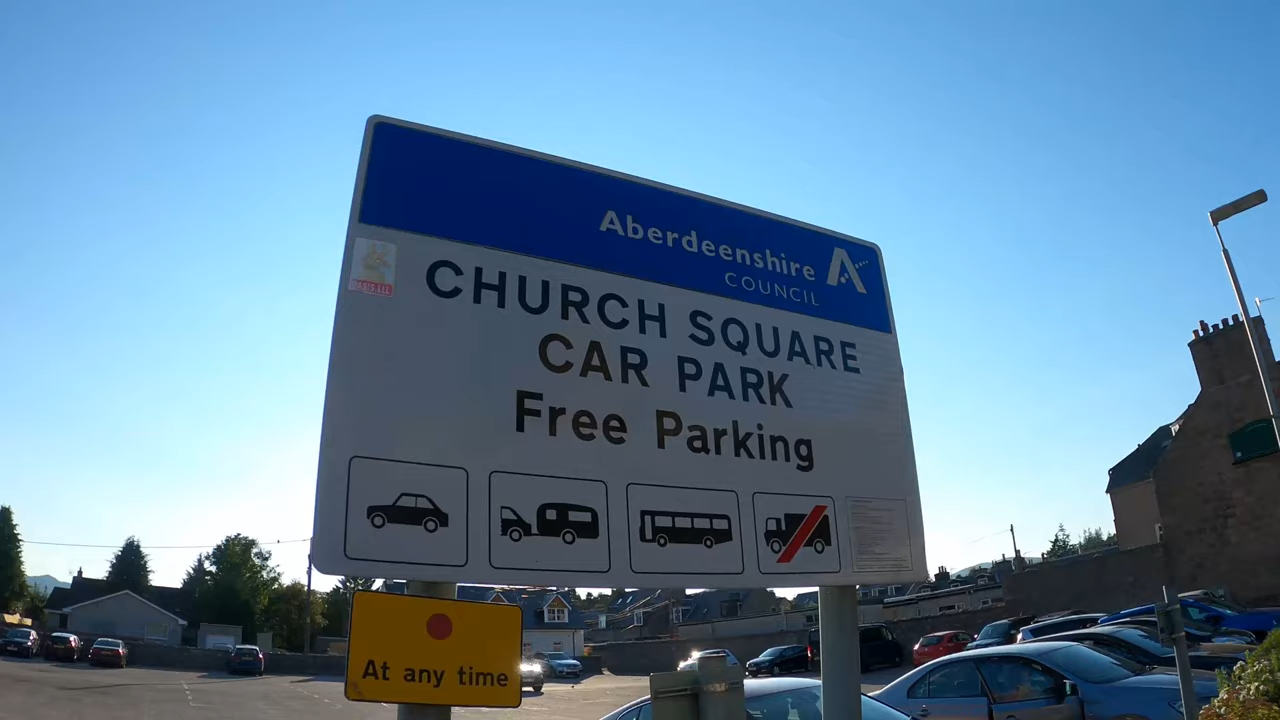 Aberdeenshire
COUNCIL
CHURCH SQUARE
CAR PARK
Free Parking
At any time